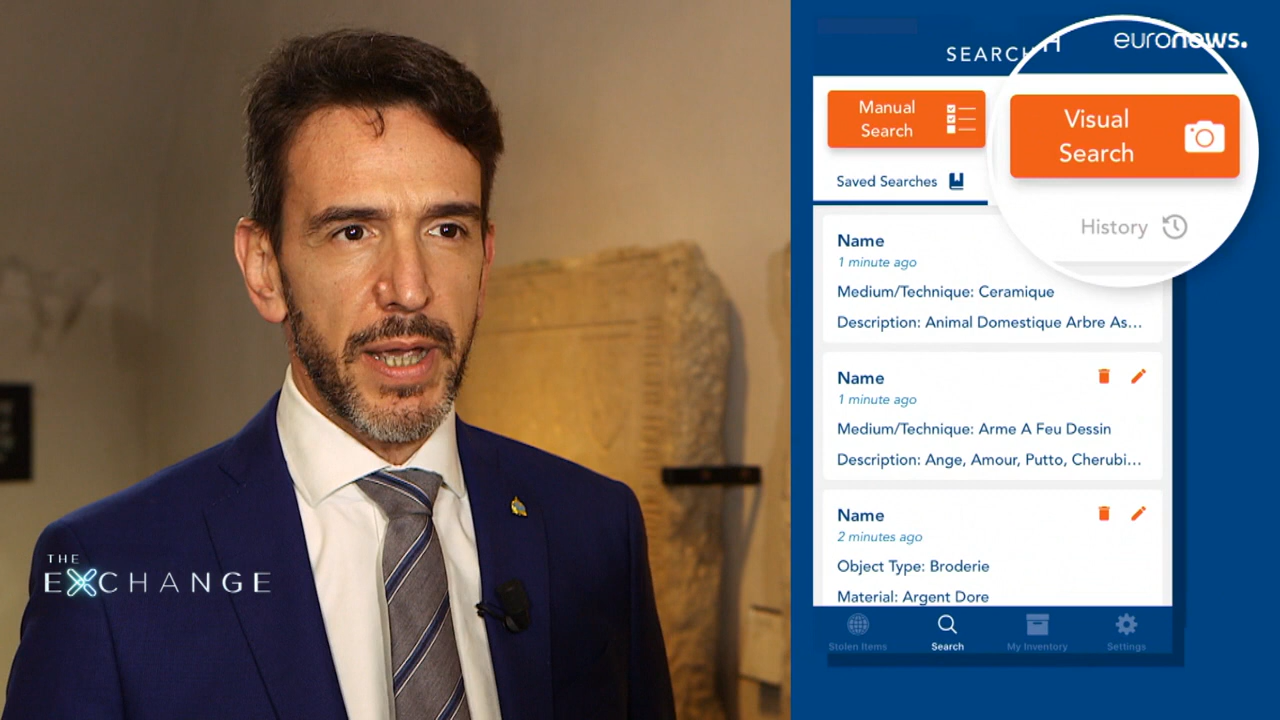 THE
EXCHANGE
euronews.
SEARCH
Manual
Search
Visual
Search
Saved Searches
History
Name
1 minute ago
Medium/Technique: Ceramique
Description: Animal Domestique Arbre As...
Name
1 minute ago
Medium/Technique: Arme A Feu Dessin
Description: Ange, Amour, Putto, Cherubi...
Name
2 minutes ago
Object Type: Broderie
Material: Argent Dore
Stolen Items
Search
My Inventory
Settings